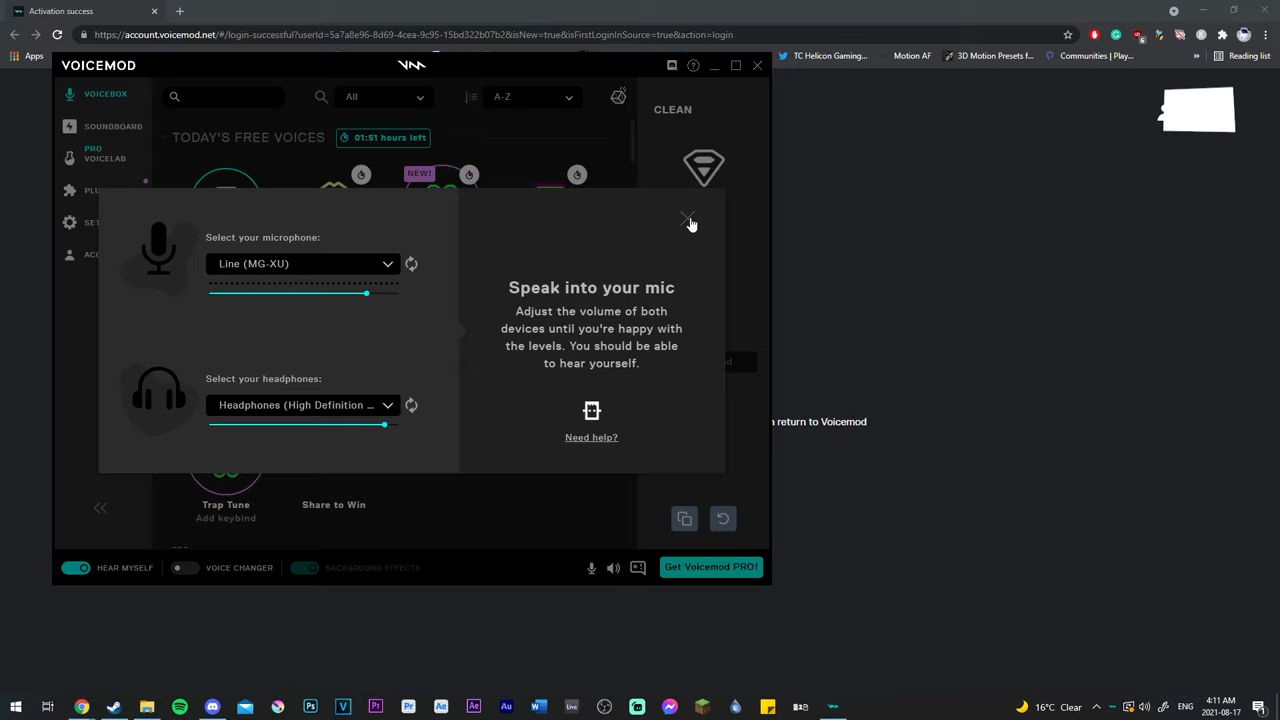 Activation success
https://account.voicemod.net/#/login-successful?userId=5a7a8e96-8d69-4cea-9c95-15bd322b07b2&isNew=true&isFirstLoginInSource=true&action=login
Apps
TC Helicon Gaming...
Motion AF
3D Motion Presets f...
Communities | Play...
Reading list
VOICEMOD
VOICEBOX
All
A-Z
CLEAN
SOUNDBOARD
TODAY'S FREE VOICES
01:51 hours left
PRO
VOICELAB
NEW!
PLU
SET
ACC
Select your microphone:
Line (MG-XU)
Speak into your mic
Adjust the volume of both
devices until you're happy with
the levels. You should be able
to hear yourself.
Select your headphones:
Headphones (High Definition ...
Need help?
n return to Voicemod
Trap Tune
Add keybind
Share to Win
HEAR MYSELF
VOICE CHANGER
BACKGROUND EFFECTS
Get Voicemod PRO!
16°C Clear
ENG
4:11 AM
2021-08-17